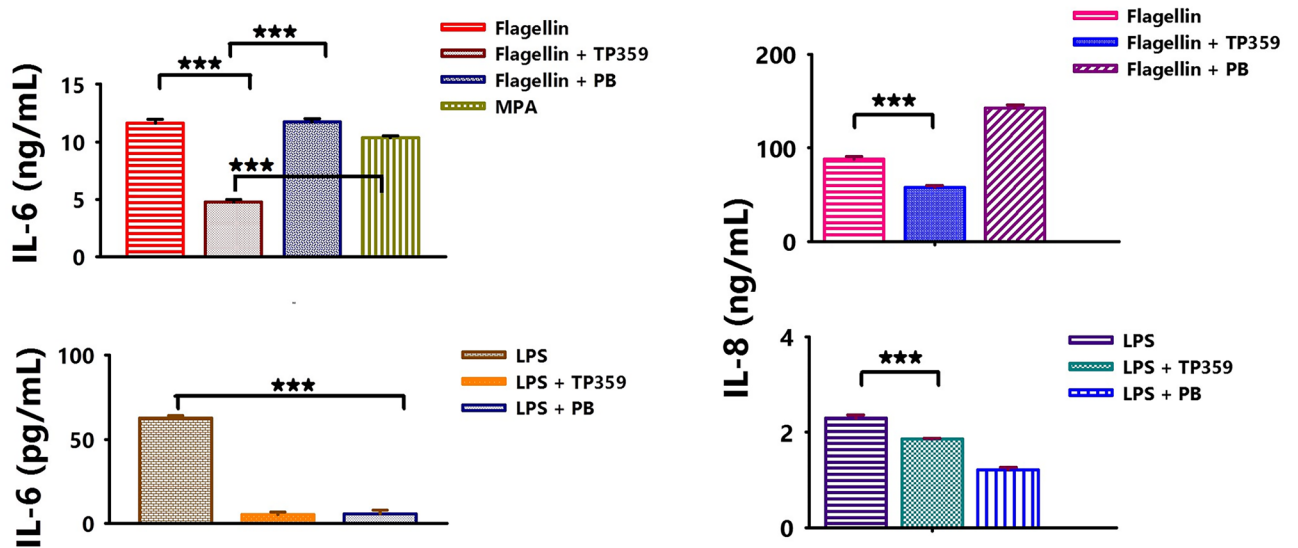 Flagellin
Flagellin + TP359
Flagellin + PB
MPA
★★★
★★★
★★★
IL-6 (ng/mL)
15
10
5
0
Flagellin
Flagellin + TP359
Flagellin + PB
★★★
200
100
0
IL-8 (ng/mL)
LPS
LPS + TP359
LPS + PB
★★★
IL-6 (pg/mL)
100
50
0
LPS
LPS + TP359
LPS + PB
★★★
4
2
0